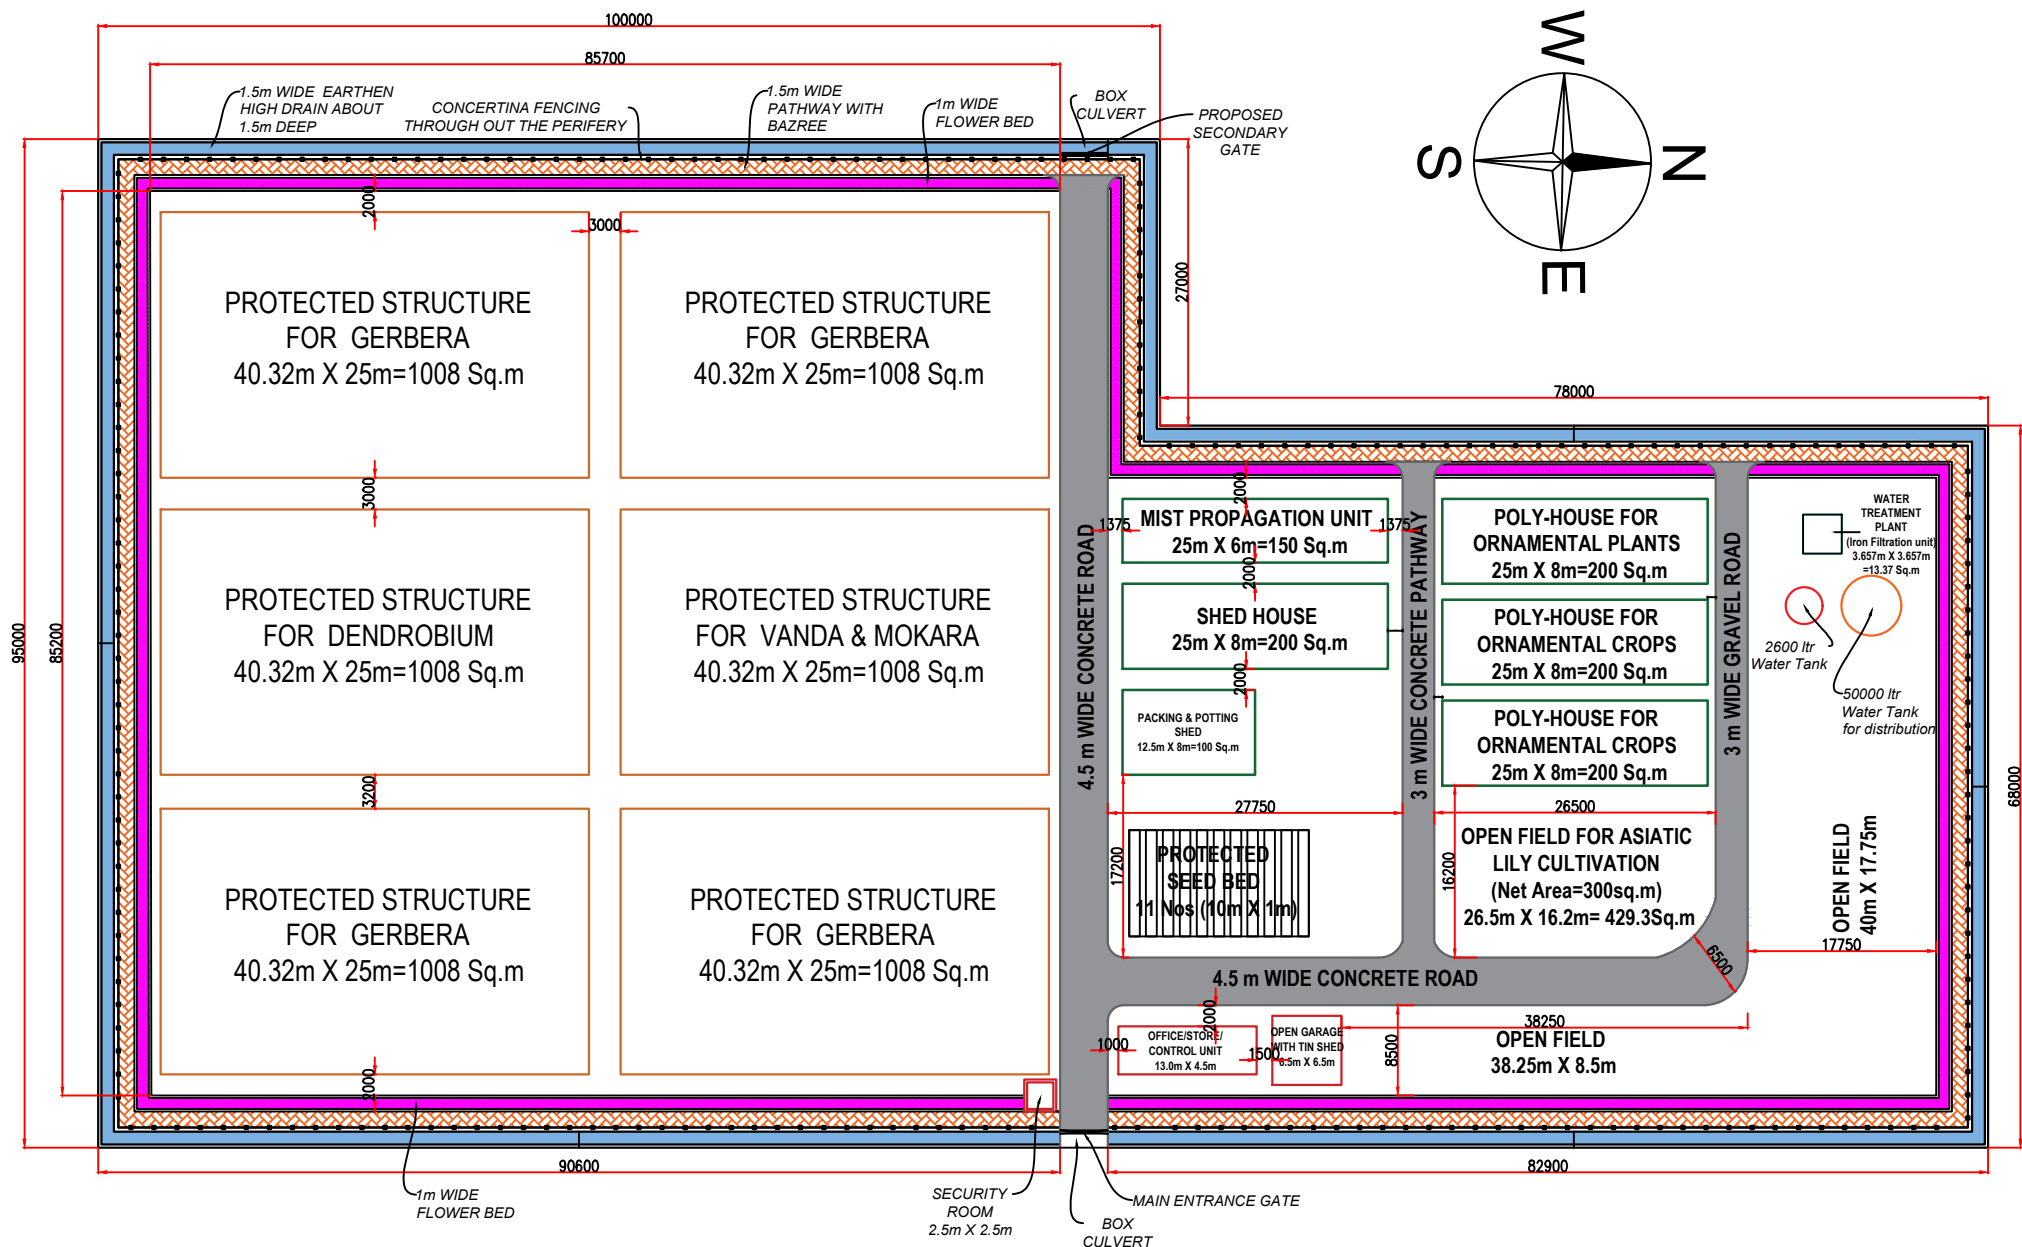 100000
85700
1.5m WIDE EARTHEN
HIGH DRAIN ABOUT
1.5m DEEP
CONCERTINA FENCING
THROUGH OUT THE PERIFERY
1.5m WIDE
PATHWAY WITH
BAZREE
1m WIDE
FLOWER BED
BOX
CULVERT
PROPOSED
SECONDARY
GATE
W
S
N
E
95000
85200
2000
3000
27000
78000
PROTECTED STRUCTURE
FOR GERBERA
40.32m X 25m=1008 Sq.m
PROTECTED STRUCTURE
FOR GERBERA
40.32m X 25m=1008 Sq.m
3000
PROTECTED STRUCTURE
FOR DENDROBIUM
40.32m X 25m=1008 Sq.m
PROTECTED STRUCTURE
FOR VANDA & MOKARA
40.32m X 25m=1008 Sq.m
3200
PROTECTED STRUCTURE
FOR GERBERA
40.32m X 25m=1008 Sq.m
PROTECTED STRUCTURE
FOR GERBERA
40.32m X 25m=1008 Sq.m
2000
4.5 m WIDE CONCRETE ROAD
2000
1375
MIST PROPAGATION UNIT
25m X 6m=150 Sq.m
1375
2000
SHED HOUSE
25m X 8m=200 Sq.m
2000
PACKING & POTTING
SHED
12.5m X 8m=100 Sq.m
27750
17200
PROTECTED
SEED BED
11 Nos (10m X 1m)
3 m WIDE CONCRETE PATHWAY
POLY-HOUSE FOR
ORNAMENTAL PLANTS
25m X 8m=200 Sq.m
POLY-HOUSE FOR
ORNAMENTAL CROPS
25m X 8m=200 Sq.m
POLY-HOUSE FOR
ORNAMENTAL CROPS
25m X 8m=200 Sq.m
26500
16200
OPEN FIELD FOR ASIATIC
LILY CULTIVATION
(Net Area=300sq.m)
26.5m X 16.2m= 429.3Sq.m
3 m WIDE GRAVEL ROAD
WATER
TREATMENT
PLANT
(Iron Filtration unit)
3.657m X 3.657m
=13.37 Sq.m
2600 ltr
Water Tank
50000 ltr
Water Tank
for distribution
OPEN FIELD
40m X 17.75m
17750
68000
6500
4.5 m WIDE CONCRETE ROAD
2000
1000
OFFICE/STORE/
CONTROL UNIT
13.0m X 4.5m
1500
OPEN GARAGE
WITH TIN SHED
6.5m X 6.5m
8500
38250
OPEN FIELD
38.25m X 8.5m
90600
82900
1m WIDE
FLOWER BED
SECURITY
ROOM
2.5m X 2.5m
MAIN ENTRANCE GATE
BOX
CULVERT